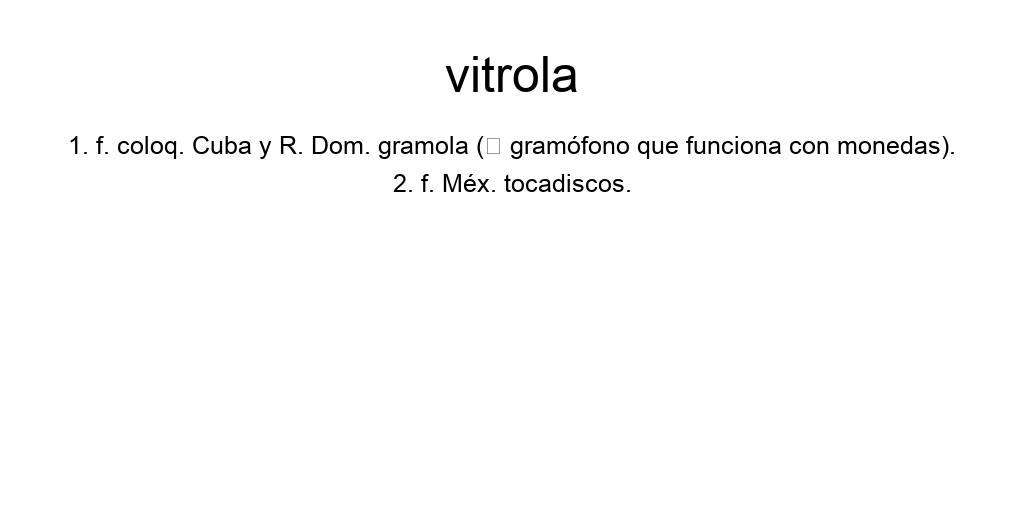 vitrola
1. f. coloq. Cuba y R. Dom. gramola (□ gramófono que funciona con monedas).
2. f. Méx. tocadiscos.